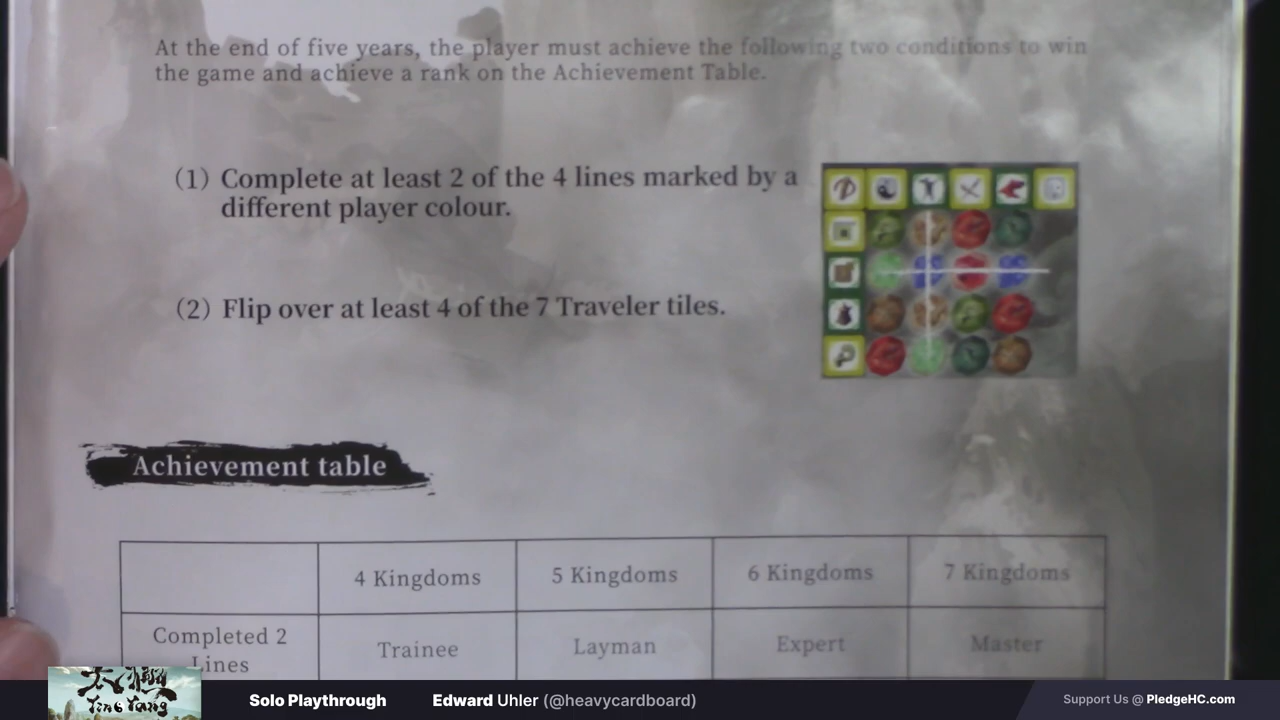 At the end of five years, the player must achieve the following two conditions to win
the game and achieve a rank on the Achievement Table.
(1) Complete at least 2 of the 4 lines marked by a
different player colour.
(2) Flip over at least 4 of the 7 Traveler tiles.
Achievement table
4 Kingdoms
5 Kingdoms
6 Kingdoms
7 Kingdoms
Completed 2
Lines
Trainee
Layman
Expert
Master
Solo Playthrough
Edward Uhler (@heavycardboard)
Support Us @ PledgeHC.com